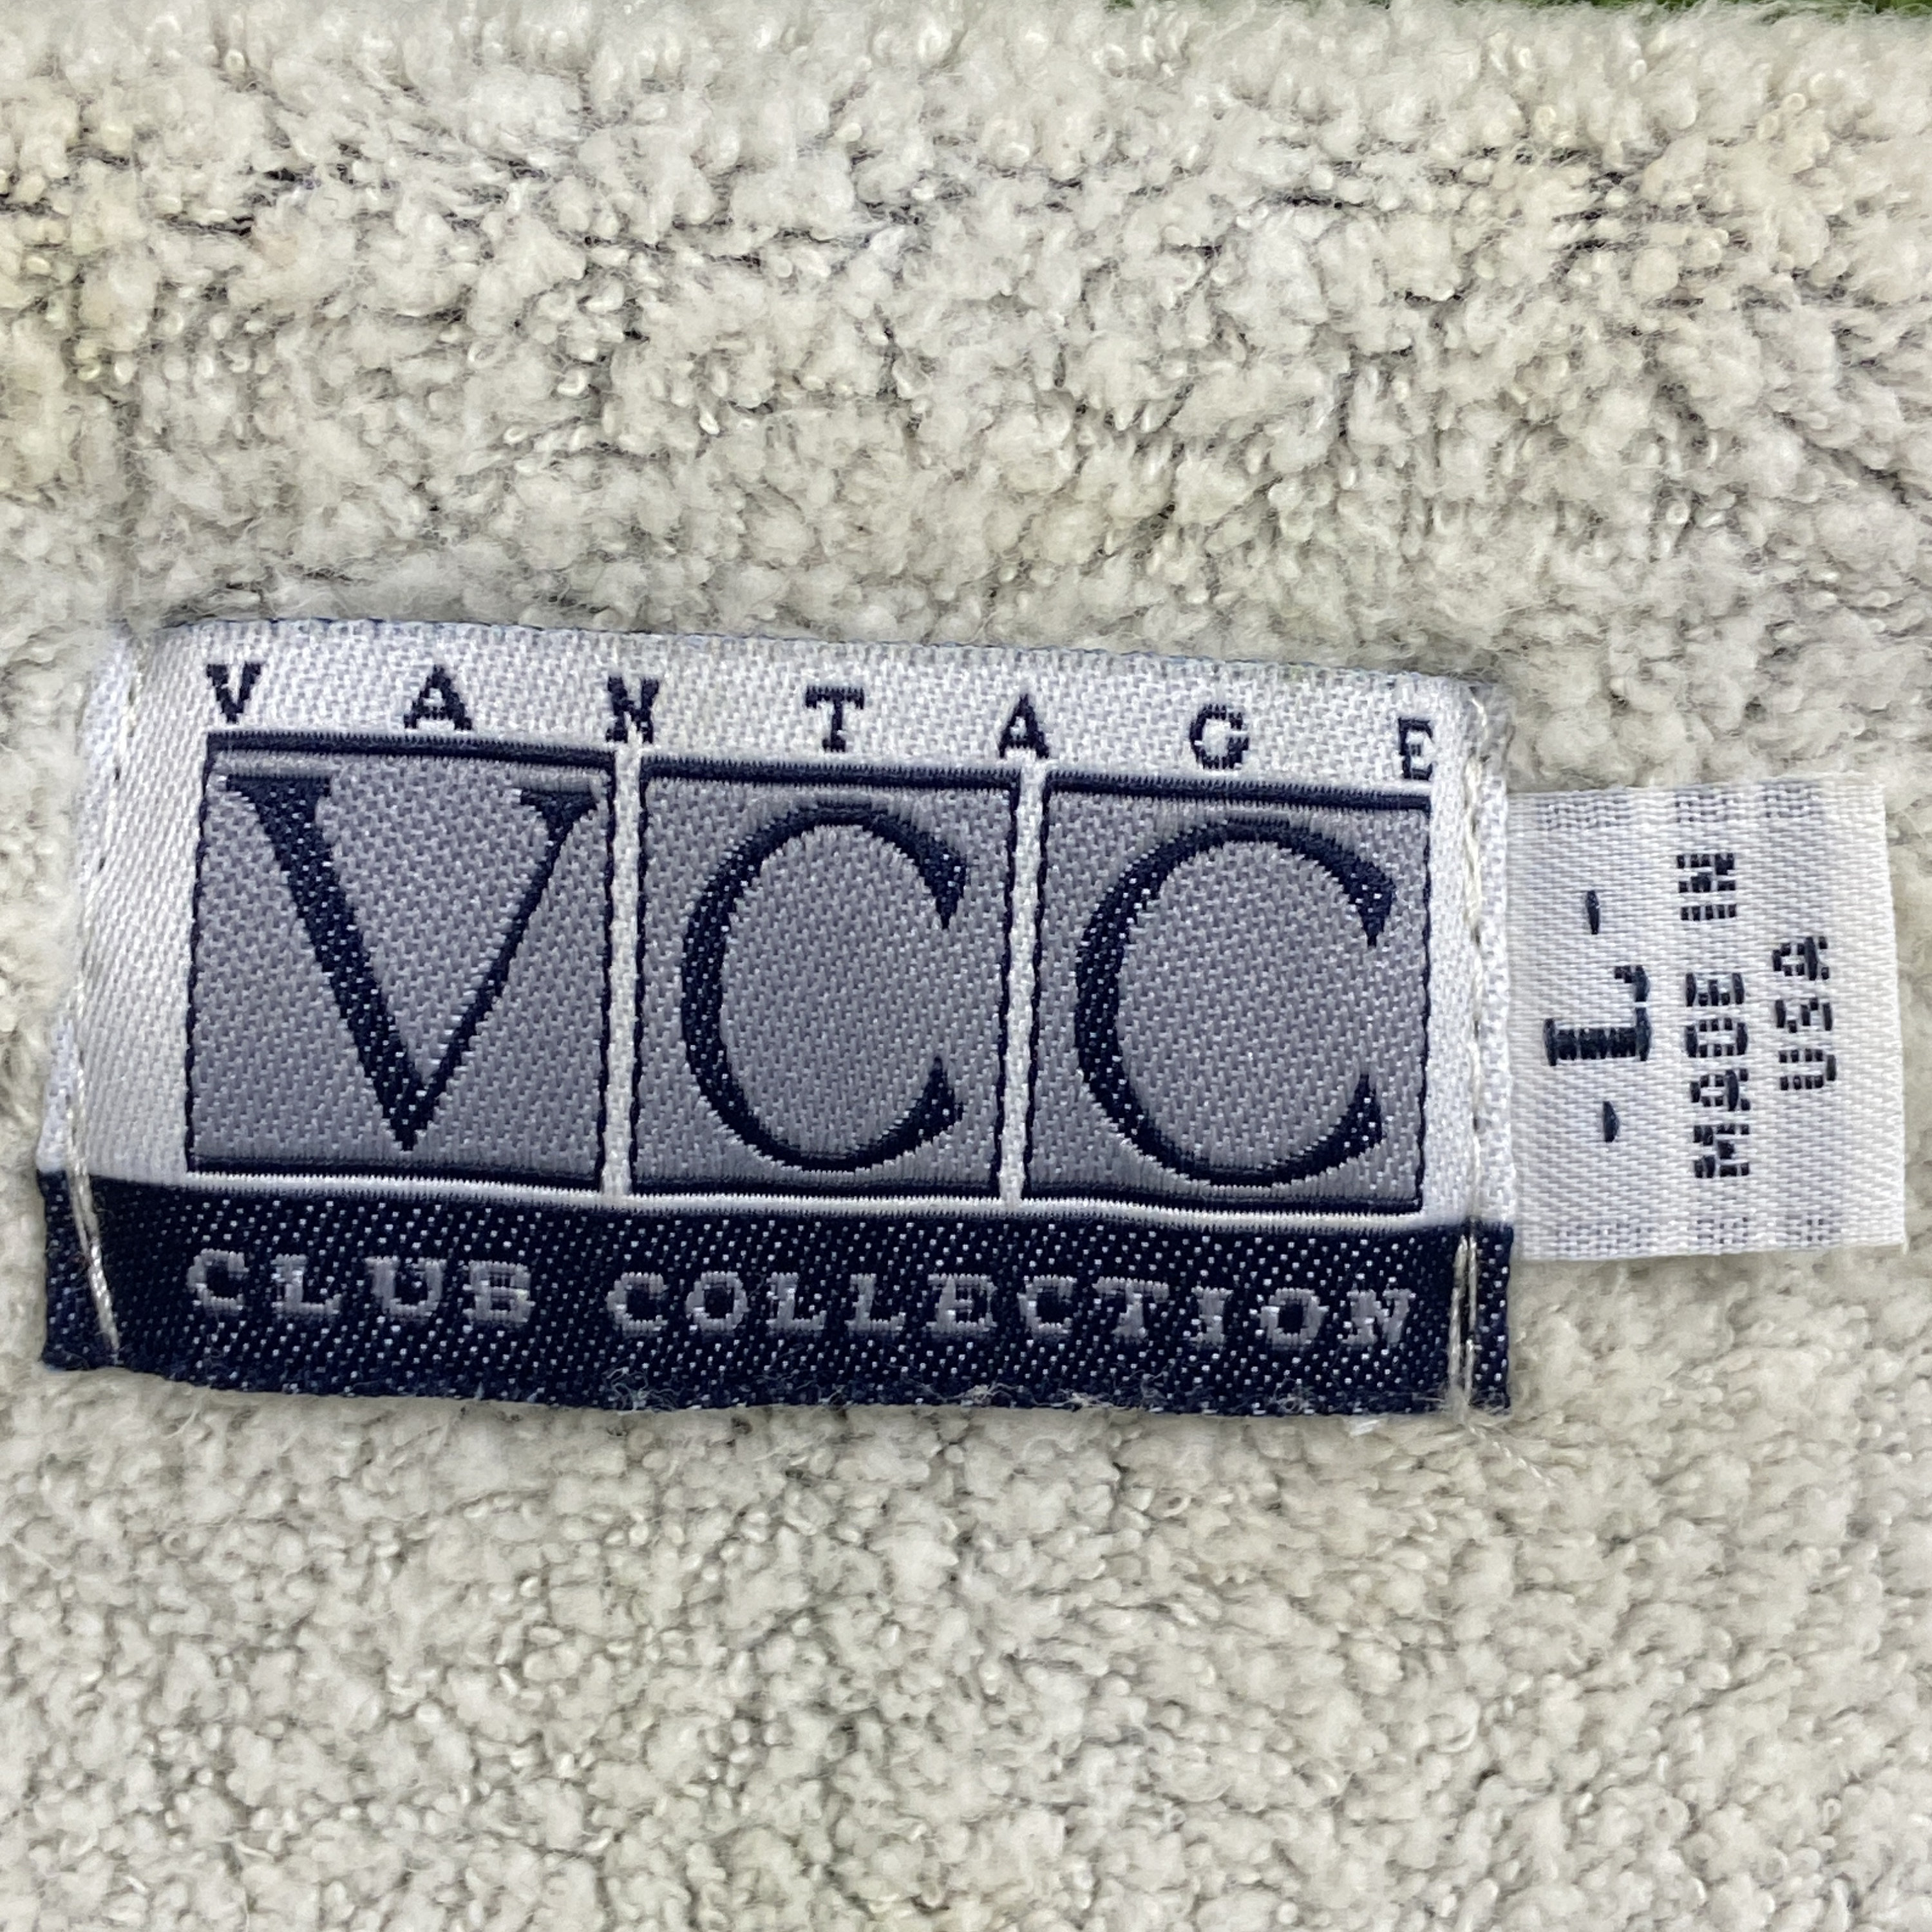 VANTAGE
VCC
CLUB COLLECTION
- L -
MADE IN
USA